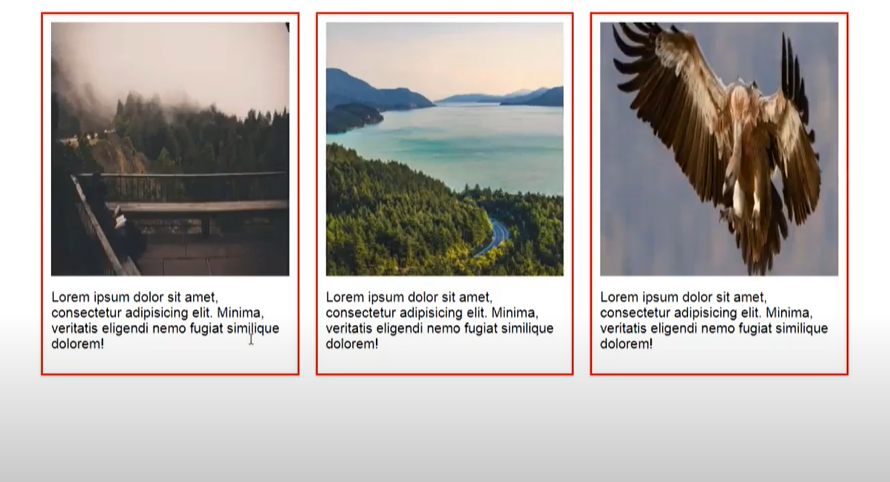 Lorem ipsum dolor sit amet,
consectetur adipisicing elit. Minima,
veritatis eligendi nemo fugiat similique
dolorem!
Lorem ipsum dolor sit amet,
consectetur adipisicing elit. Minima,
veritatis eligendi nemo fugiat similique
dolorem!
Lorem ipsum dolor sit amet,
consectetur adipisicing elit. Minima,
veritatis eligendi nemo fugiat similique
dolorem!